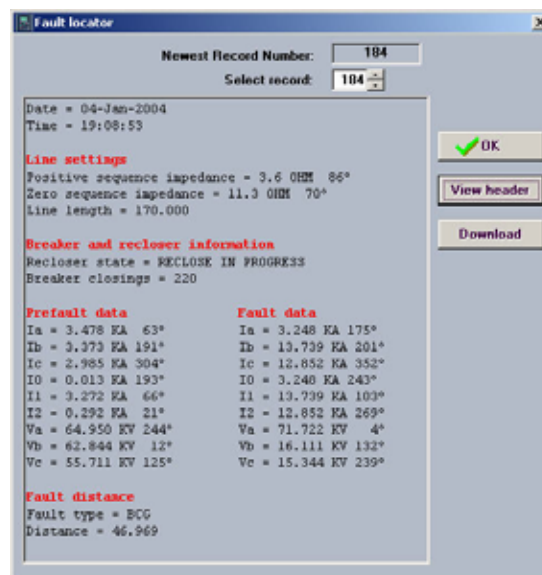 Fault locator
Newest Record Number: 184
Select record: 184
Date = 04-Jan-2004
Time = 19:08:53
OK
Line settings
Positive sequence impedance = 3.6 OHM 86°
View header
Zero sequence impedance = 11.3 OHM 70°
Line length = 170.000
Download
Breaker and recloser information
Recloser state = RECLOSE IN PROGRESS
Breaker closings = 220
Prefault data Fault data
Ia = 3.478 KA 63° Ia = 3.248 KA 175°
Ib = 3.373 KA 191° Ib = 13.739 KA 201°
Ic = 2.985 KA 304° Ic = 12.852 KA 352°
I0 = 0.013 KA 193° I0 = 3.248 KA 243°
I1 = 3.272 KA 66° I1 = 13.739 KA 103°
I2 = 0.292 KA 21° I2 = 12.852 KA 269°
Va = 64.950 KV 244° Va = 71.722 KV 4°
Vb = 62.844 KV 12° Vb = 16.111 KV 132°
Vc = 55.711 KV 125° Vc = 15.344 KV 239°
Fault distance
Fault type = BCG
Distance = 46.969